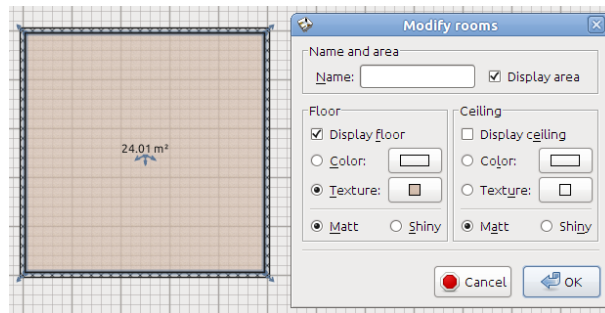 24.01 m²
Modify rooms
Name and area
Name:
Display area
Floor
Display floor
Color:
Texture:
Matt Shiny
Ceiling
Display ceiling
Color:
Texture:
Matt Shiny
Cancel OK